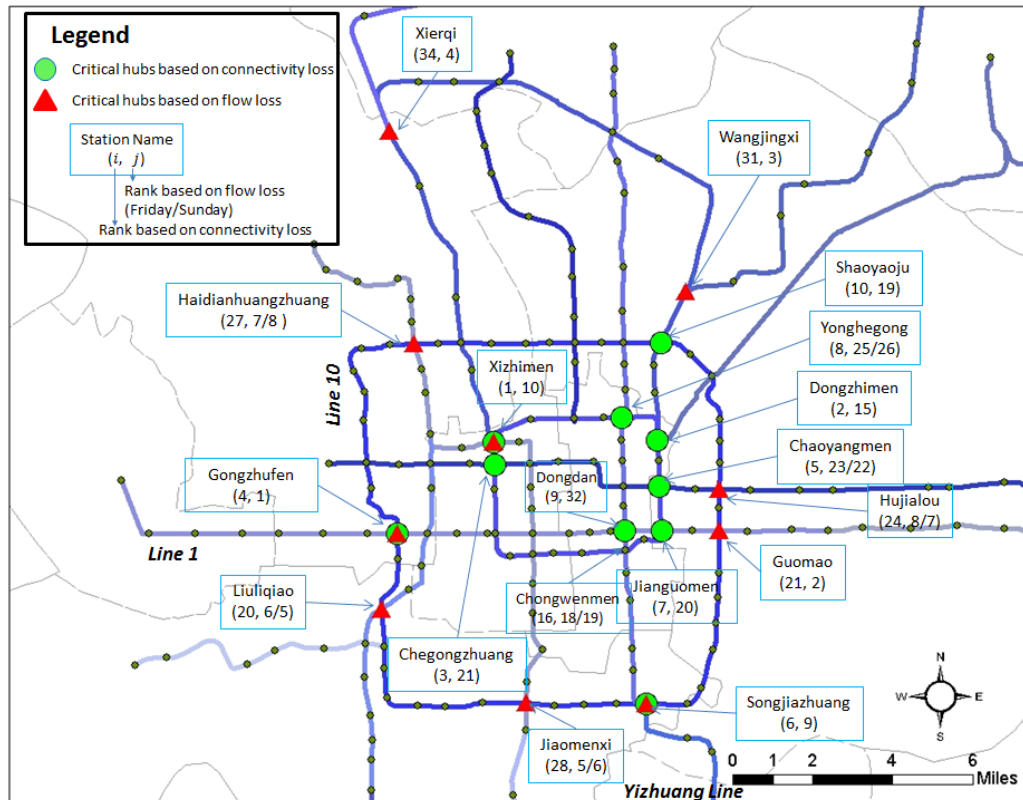 Legend
Critical hubs based on connectivity loss
Critical hubs based on flow loss
Station Name
(i, j)
Rank based on flow loss
(Friday/Sunday)
Rank based on connectivity loss
Xierqi
(34, 4)
Wangjingxi
(31, 3)
Shaoyaoju
(10, 19)
Haidianhuangzhuang
(27, 7/8 )
Yonghegong
(8, 25/26)
Xizhimen
(1, 10)
Dongzhimen
(2, 15)
Line 10
Chaoyangmen
(5, 23/22)
Gongzhufen
(4, 1)
Dongdan
(9, 32)
Hujialou
(24, 8/7)
Line 1
Guomao
(21, 2)
Liuliqiao
(20, 6/5)
Chongwenmen
(16, 18/19)
Jianguomen
(7, 20)
Chegongzhuang
(3, 21)
N
W
E
S
Songjiazhuang
(6, 9)
Jiaomenxi
(28, 5/6)
0 1 2 4 6
Miles
Yizhuang Line